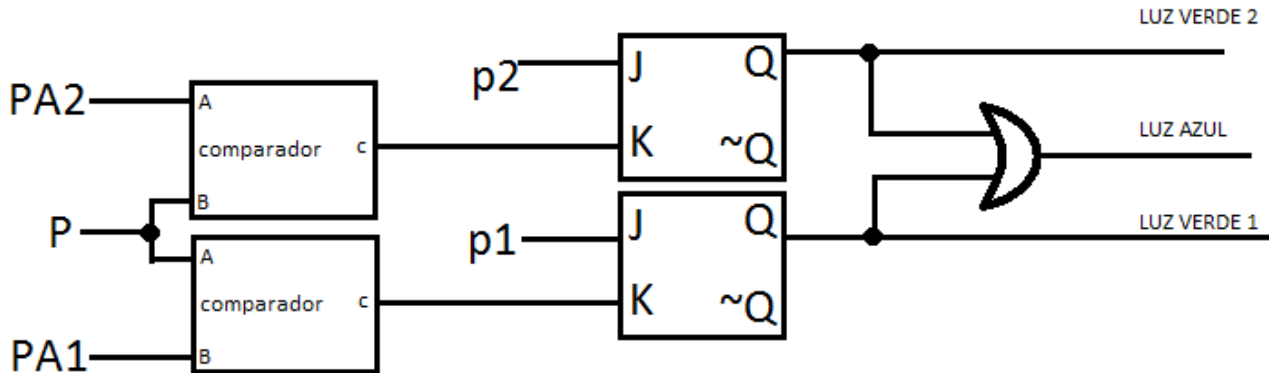 LUZ VERDE 2
PA2
A
comparador
c
B
p2
J
Q
K
~Q
LUZ AZUL
P
A
comparador
c
B
PA1
p1
J
Q
K
~Q
LUZ VERDE 1